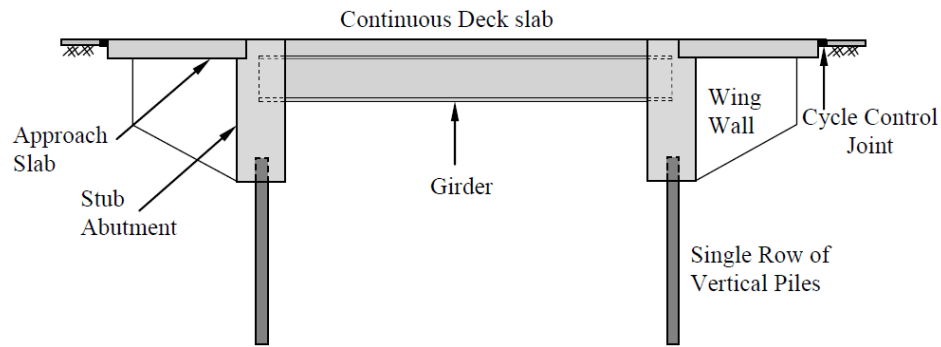 Continuous Deck slab
Approach
Slab
Stub
Abutment
Girder
Wing
Wall
Cycle Control
Joint
Single Row of
Vertical Piles